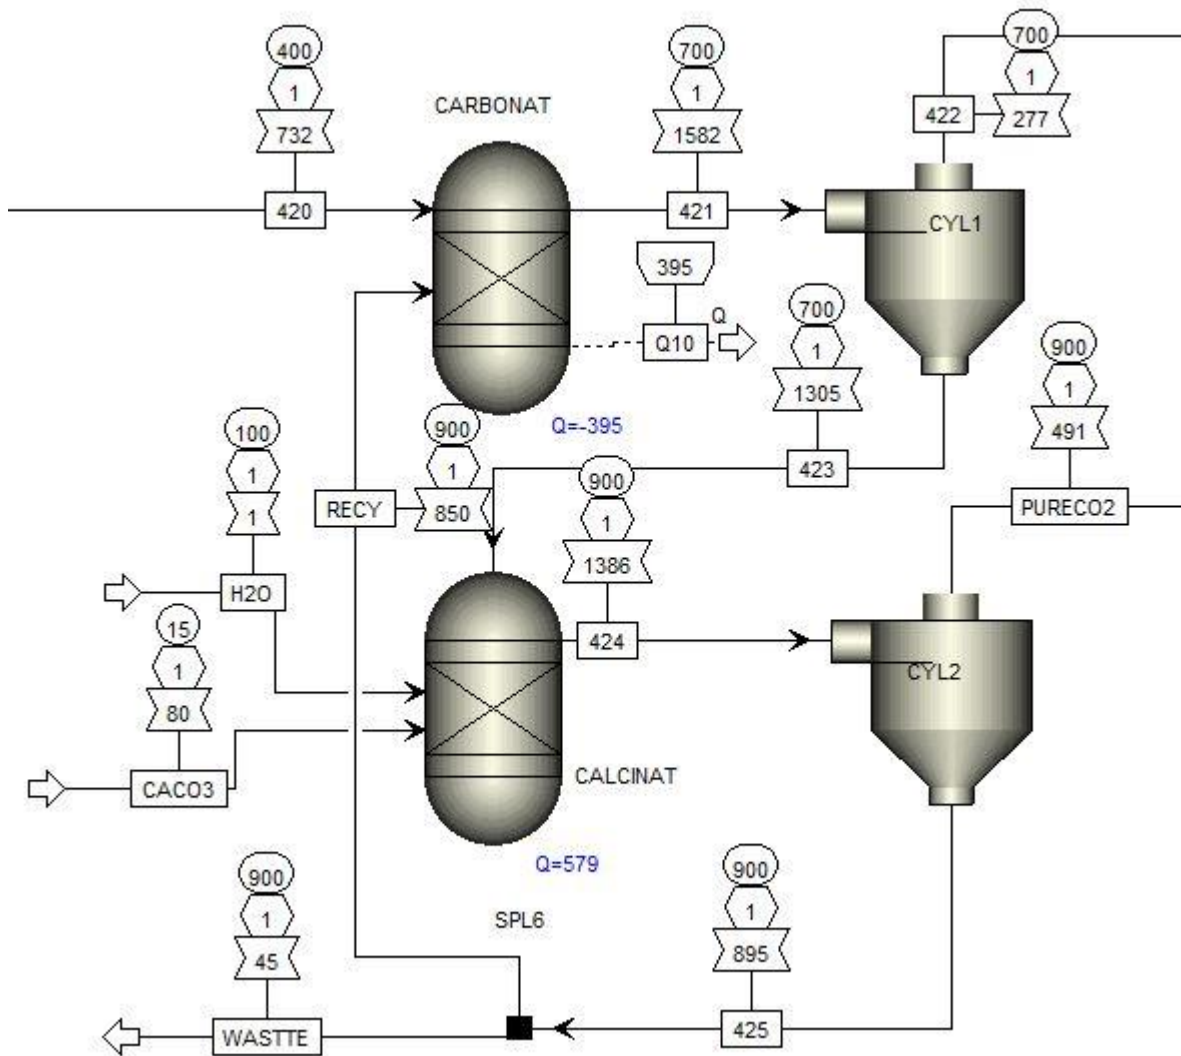 400
1
732
420
CARBONAT
700
1
1582
421
700
1
277
422
CYL1
395
Q10
Q
700
1
1305
423
900
1
491
PURECO2
Q=-395
100
1
1
H2O
RECY
900
1
850
900
1
1386
424
15
1
80
CACO3
CYL2
CALCINAT
Q=579
900
1
45
WASTTE
SPL6
900
1
895
425